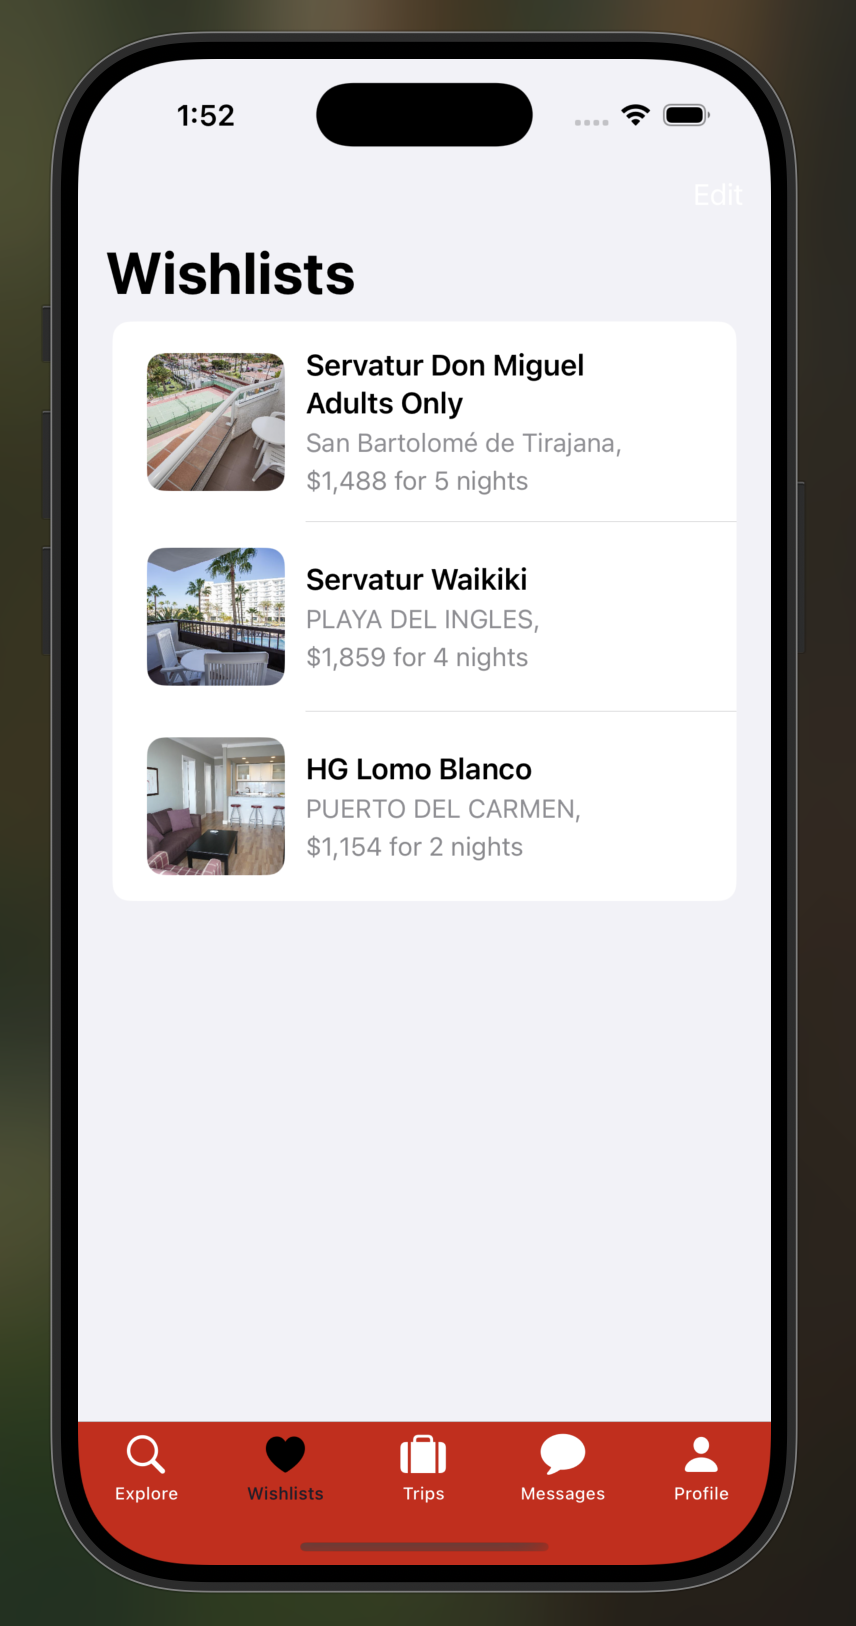 1:52
Edit
Wishlists
Servatur Don Miguel
Adults Only
San Bartolomé de Tirajana,
$1,488 for 5 nights
Servatur Waikiki
PLAYA DEL INGLES,
$1,859 for 4 nights
HG Lomo Blanco
PUERTO DEL CARMEN,
$1,154 for 2 nights
Explore
Wishlists
Trips
Messages
Profile